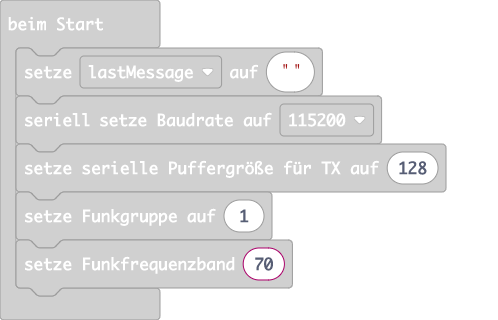 beim Start
setze lastMessage auf " "
seriell setze Baudrate auf 115200
setze serielle Puffergröße für TX auf 128
setze Funkgruppe auf 1
setze Funkfrequenzband 70